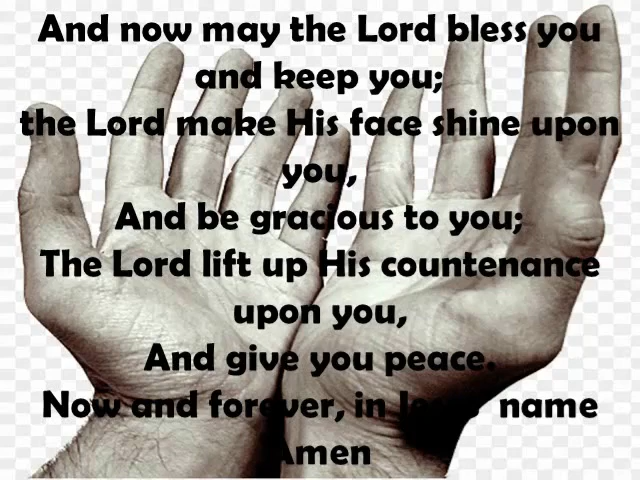 And now may the Lord bless you
and keep you;
the Lord make His face shine upon
you,
And be gracious to you;
The Lord lift up His countenance
upon you,
And give you peace.
Now and forever, in Jesus' name
Amen